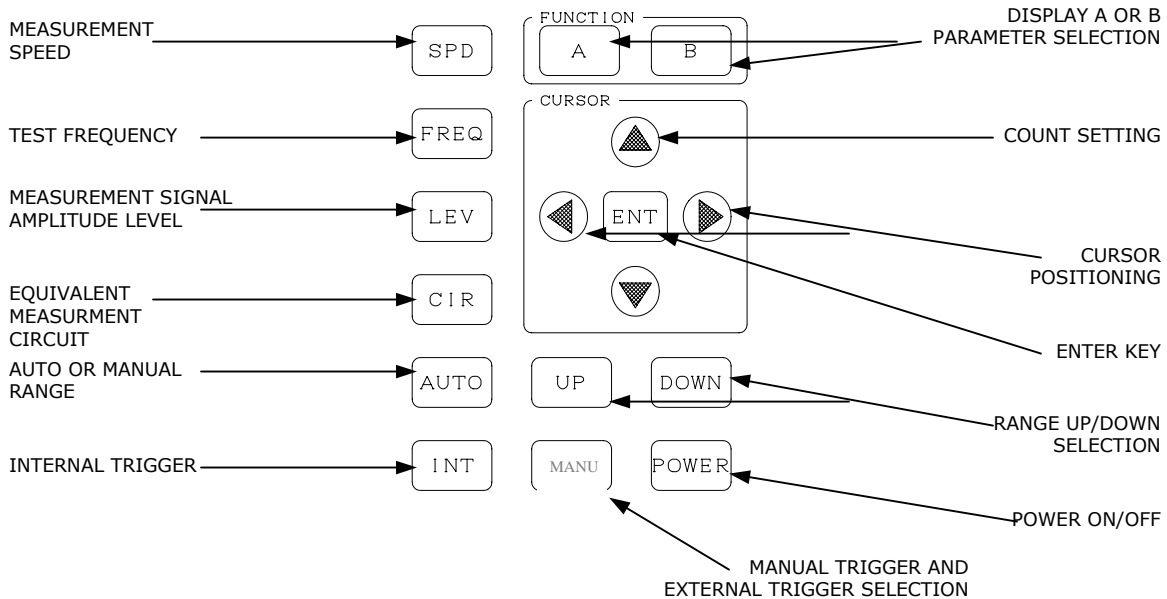 MEASUREMENT
SPEED
SPD
FUNCTION
A
B
DISPLAY A OR B
PARAMETER SELECTION
CURSOR
TEST FREQUENCY
FREQ
COUNT SETTING
MEASUREMENT SIGNAL
AMPLITUDE LEVEL
LEV
ENT
CURSOR
POSITIONING
EQUIVALENT
MEASURMENT
CIRCUIT
CIR
ENTER KEY
AUTO OR MANUAL
RANGE
AUTO
UP
DOWN
RANGE UP/DOWN
SELECTION
INTERNAL TRIGGER
INT
MANU
POWER
POWER ON/OFF
MANUAL TRIGGER AND
EXTERNAL TRIGGER SELECTION